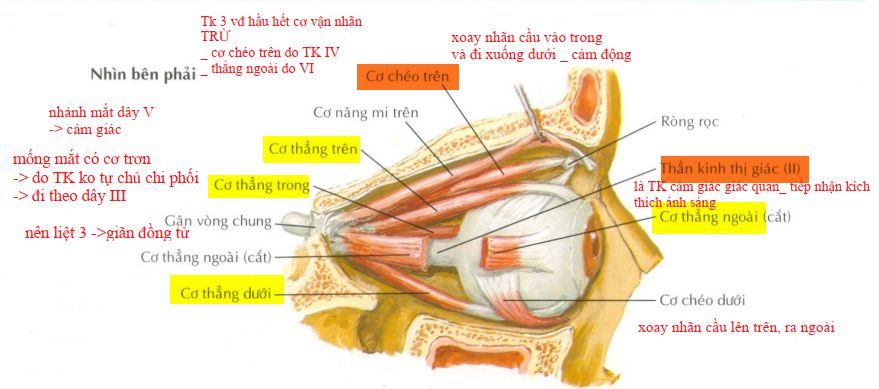 Tk 3 vđ hầu hết cơ vận nhãn
TRỪ
_ cơ chéo trên do TK IV
_ thẳng ngoài do VI
xoay nhãn cầu vào trong
và đi xuống dưới _ cảm động
Nhìn bên phải
Cơ chéo trên
nhánh mắt dây V
-> cảm giác
Cơ nâng mi trên
Ròng rọc
mống mắt có cơ trơn
-> do TK ko tự chủ chi phối
-> đi theo dây III
Cơ thẳng trên
Thần kinh thị giác (II)
là TK cảm giác giác quan_ tiếp nhận kích
thích ánh sáng
Cơ thẳng trong
Gân vòng chung
Cơ thẳng ngoài (cắt)
nên liệt 3 ->giãn đồng tử
Cơ thẳng ngoài (cắt)
Cơ thẳng dưới
Cơ chéo dưới
xoay nhãn cầu lên trên, ra ngoài